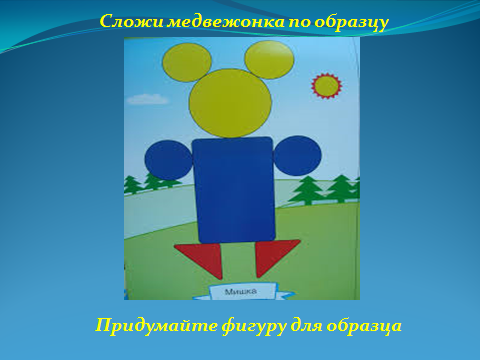 Сложи медвежонка по образцу
Мишка
Придумайте фигуру для образца